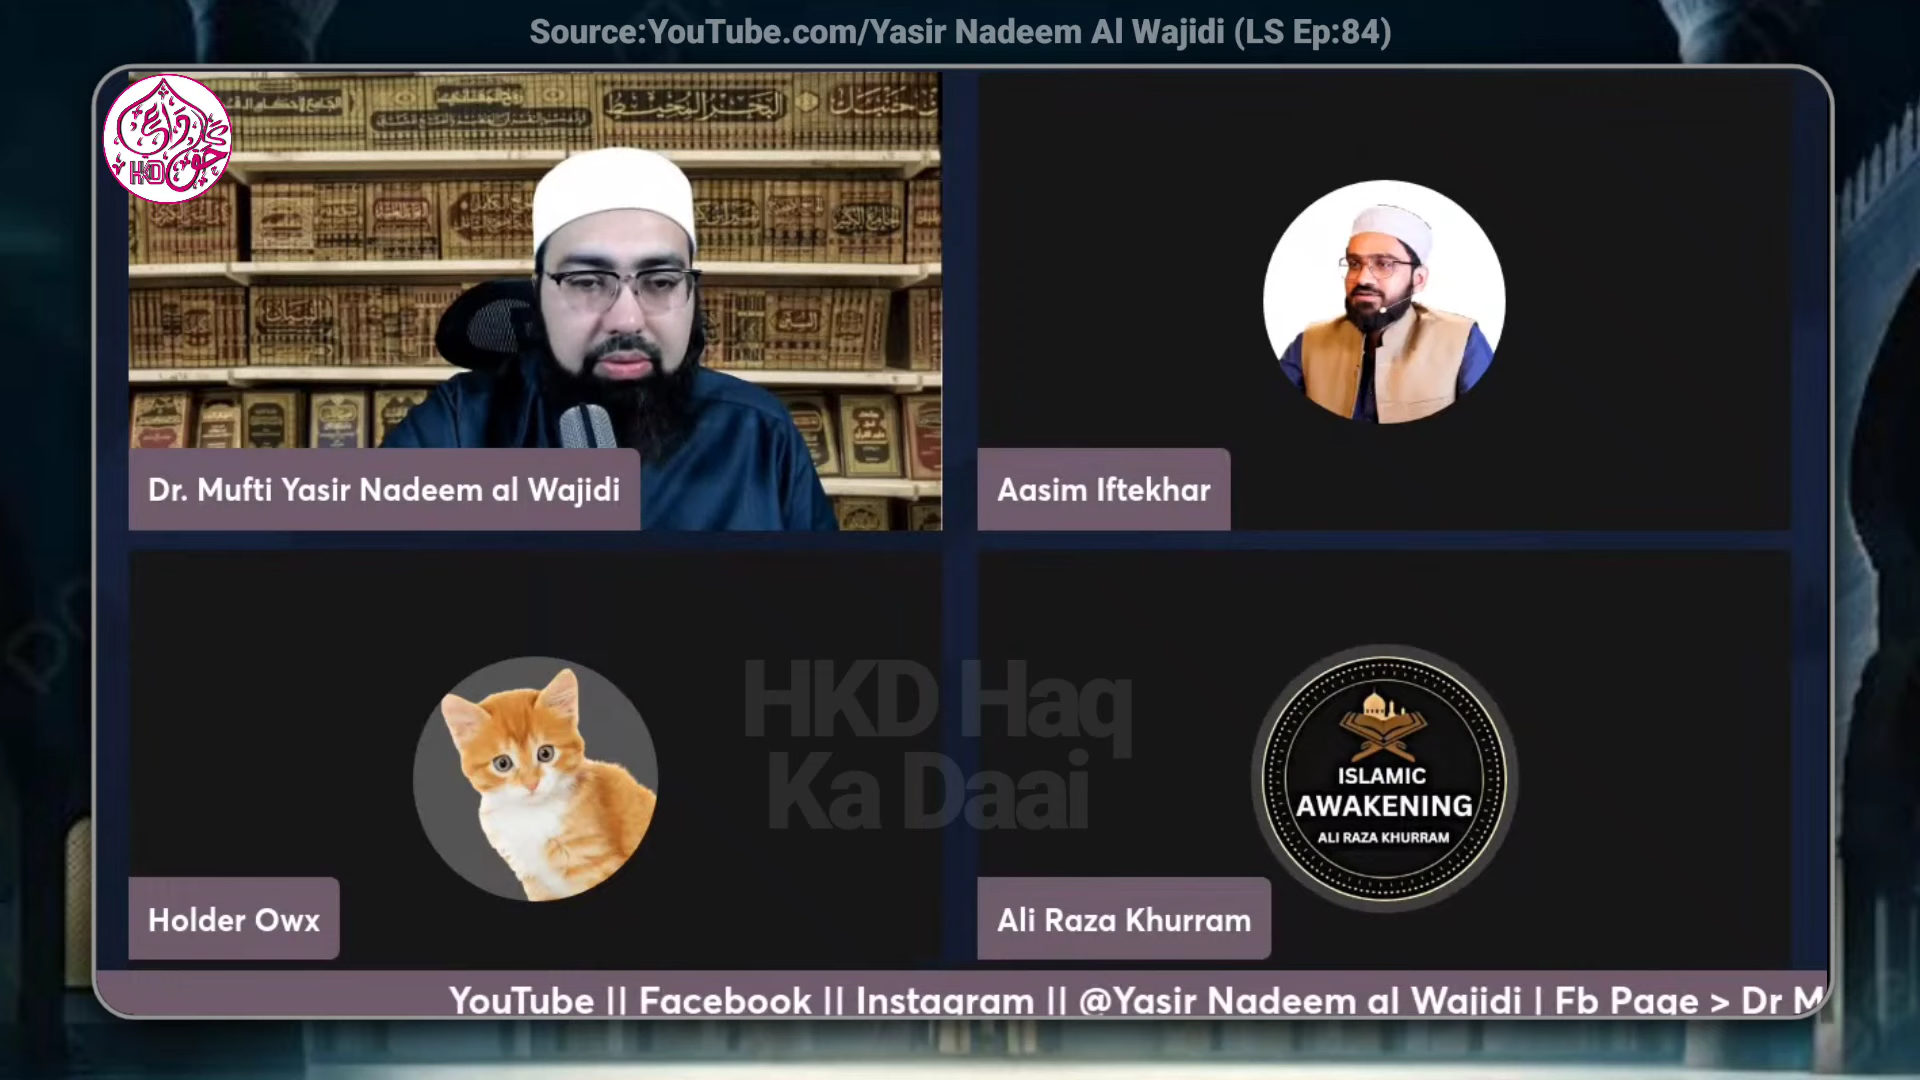 Source:YouTube.com/Yasir Nadeem Al Wajidi (LS Ep:84)
HKD
البحر المحيط
Dr. Mufti Yasir Nadeem al Wajidi
Aasim Iftekhar
HKD Haq
Ka Daai
ISLAMIC
AWAKENING
ALI RAZA KHURRAM
Holder Owx
Ali Raza Khurram
YouTube || Facebook || Instagram || @Yasir Nadeem al Wajidi | Fb Page > Dr M